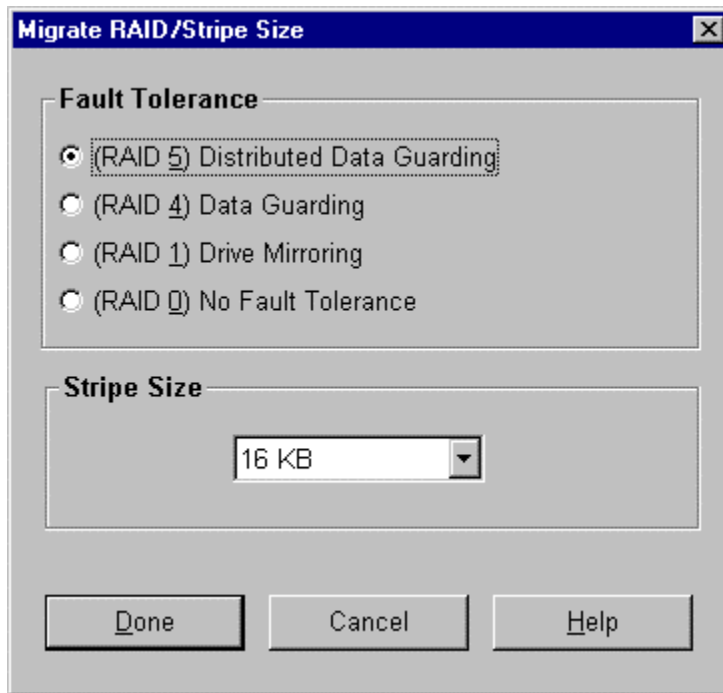 Migrate RAID/Stripe Size
Fault Tolerance
(RAID 5) Distributed Data Guarding
(RAID 4) Data Guarding
(RAID 1) Drive Mirroring
(RAID 0) No Fault Tolerance
Stripe Size
16 KB
Done Cancel Help